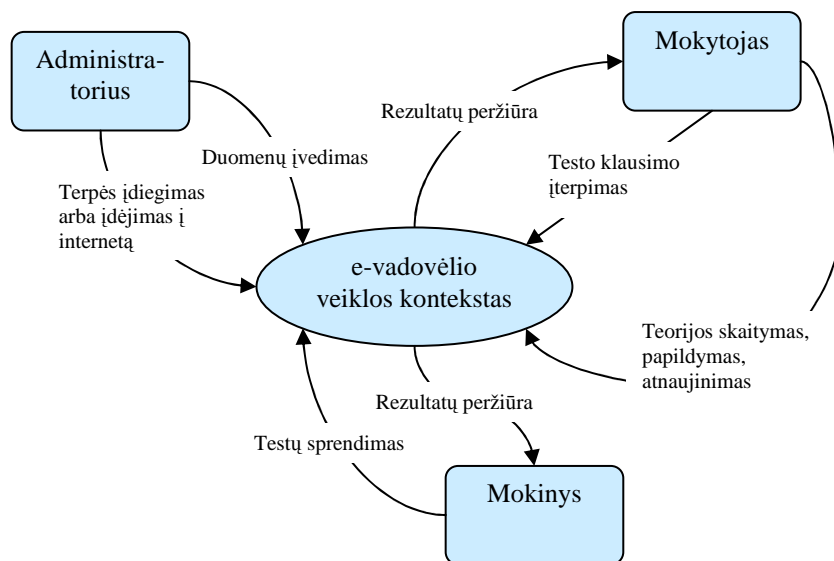 Administra-
torius
Mokytojas
Rezultatų peržiūra
Duomenų įvedimas
Testo klausimo
įterpimas
Terpės įdiegimas
arba įdėjimas į
internetą
e-vadovėlio
veiklos kontekstas
Teorijos skaitymas,
papildymas,
atnaujinimas
Rezultatų peržiūra
Testų sprendimas
Mokinys